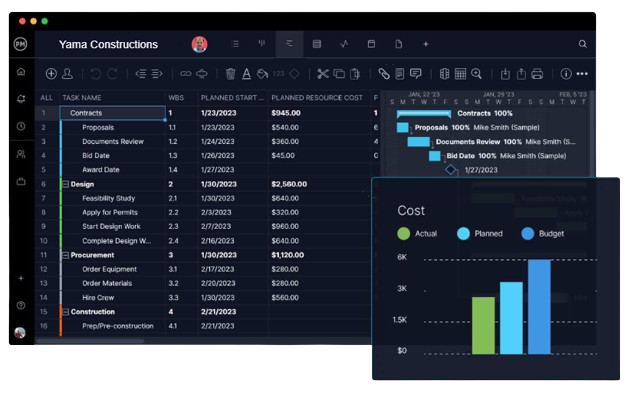 PM Yama Constructions
123
ALL TASK NAME WBS PLANNED START ... PLANNED RESOURCE COST P
JAN, 22 '23 JAN, 29 '23 FEB, 5 '23
S M T W T F S S M T W T F S S M T
1 Contracts 1 1/23/2023 $945.00 1 Contracts 100%
2 Proposals 1.1 1/23/2023 $540.00 6 Proposals 100% Mike Smith (Sample)
3 Documents Review 1.2 1/24/2023 $360.00 4 Documents Review 100% Mike Smith (S...
4 Bid Date 1.3 1/26/2023 $45.00 0 Bid Date 100% Mike Smith (Sample)
5 Award Date 1.4 1/27/2023 1/27/2023
6 Design 2 1/30/2023 $2,560.00
7 Feasibility Study 2.1 1/30/2023 $640.00
8 Apply for Permits 2.2 2/3/2023 $320.00
9 Start Design Work 2.3 2/7/2023 $960.00
10 Complete Design W... 2.4 2/16/2023 $640.00
11 Procurement 3 1/30/2023 $1,120.00
12 Order Equipment 3.1 2/17/2023 $280.00
13 Order Materials 3.2 2/20/2023 $280.00
14 Hire Crew 3.3 1/30/2023 $560.00
15 Construction 4 2/21/2023
16 Prep/Pre-construction 4.1 2/21/2023
Cost
Actual Planned Budget
6K
3K
1.5K
$0